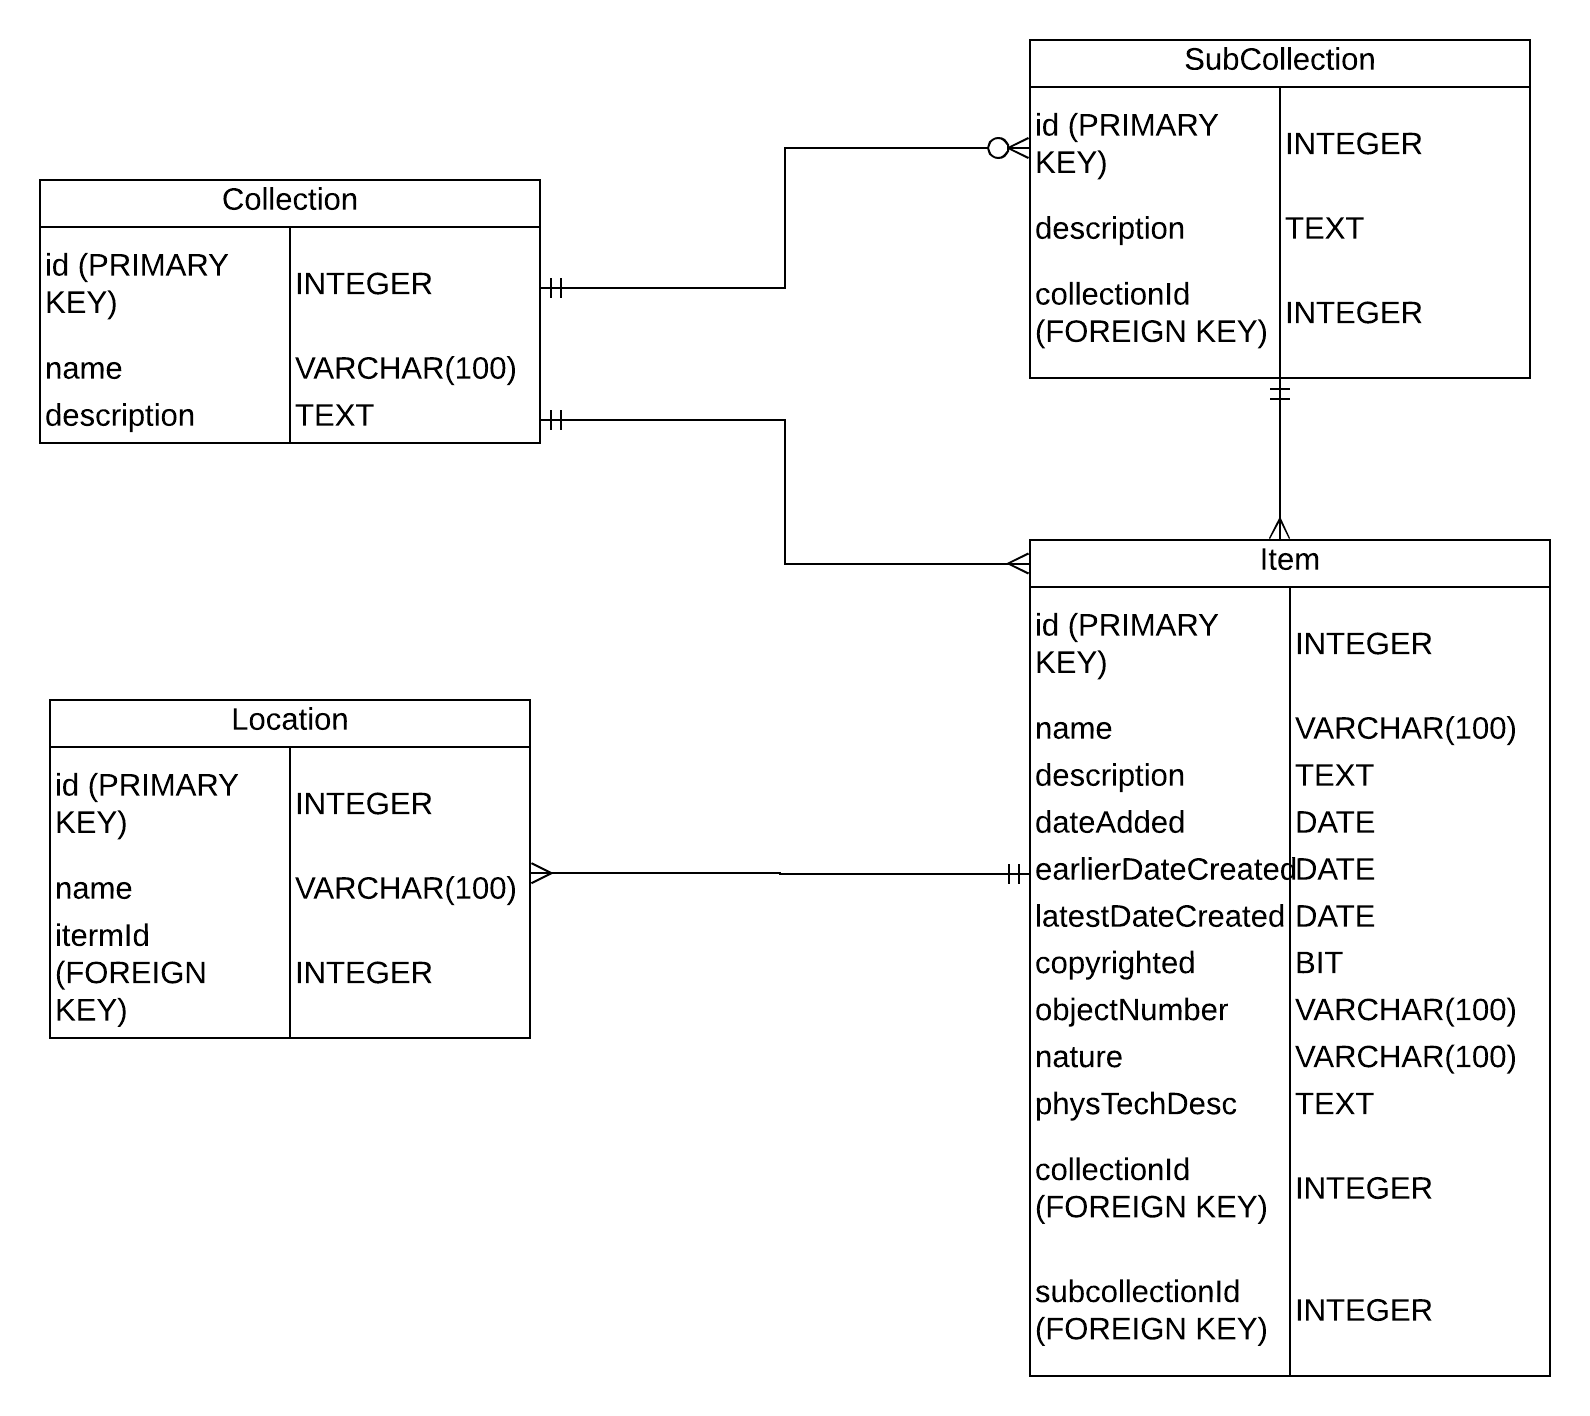 SubCollection
id (PRIMARY
KEY)
INTEGER
description
TEXT
collectionId
(FOREIGN KEY)
INTEGER
Collection
id (PRIMARY
KEY)
INTEGER
name
VARCHAR(100)
description
TEXT
Item
id (PRIMARY
KEY)
INTEGER
name
VARCHAR(100)
description
TEXT
dateAdded
DATE
earlierDateCreated
DATE
latestDateCreated
DATE
copyrighted
BIT
objectNumber
VARCHAR(100)
nature
VARCHAR(100)
physTechDesc
TEXT
collectionId
(FOREIGN KEY)
INTEGER
subcollectionId
(FOREIGN KEY)
INTEGER
Location
id (PRIMARY
KEY)
INTEGER
name
VARCHAR(100)
itermId
(FOREIGN
KEY)
INTEGER